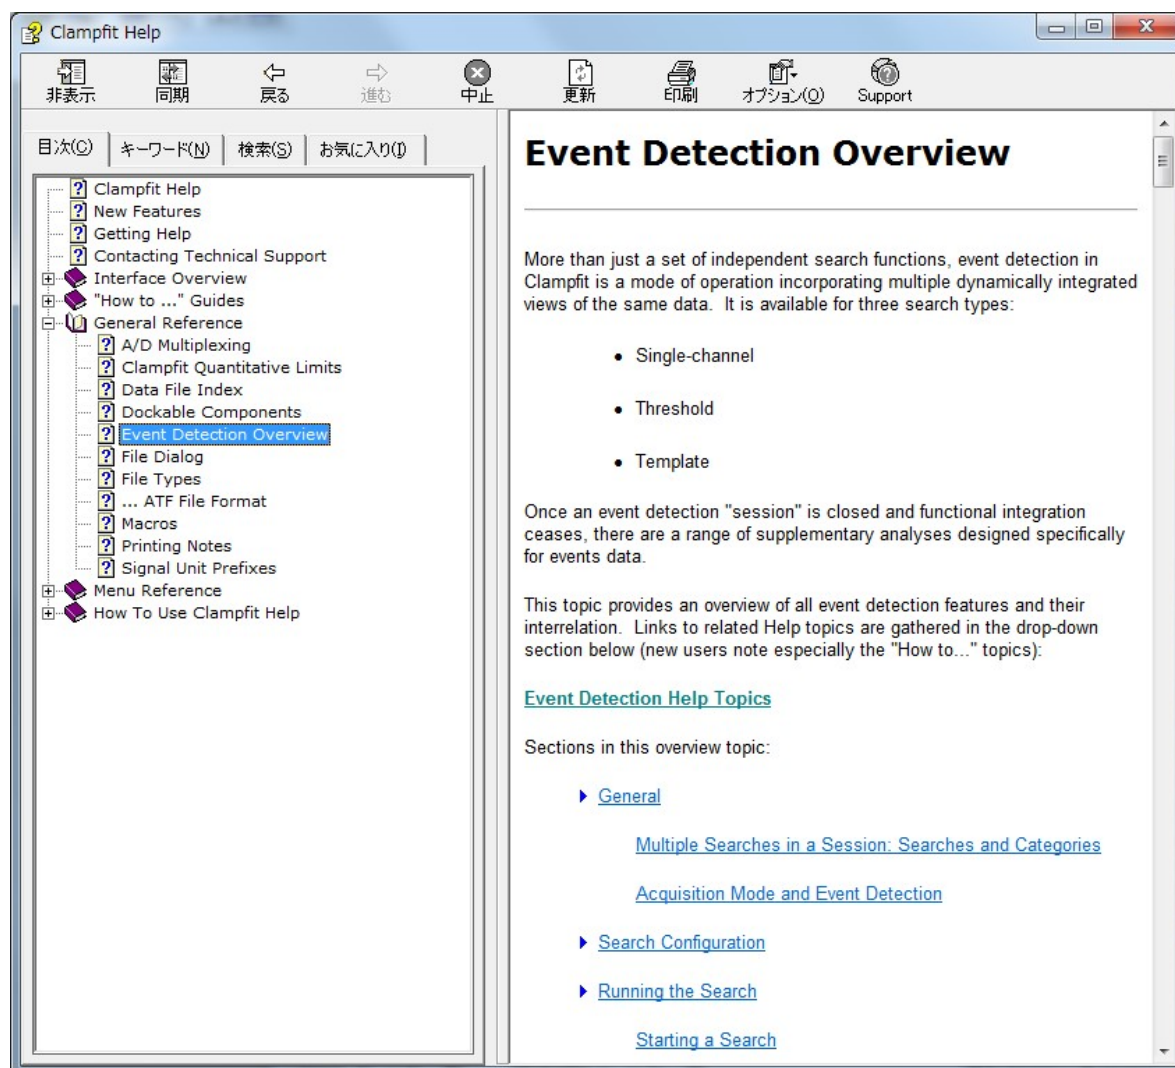 Clampfit Help
非表示
同期
戻る
進む
中止
更新
印刷
オプション(O)
Support
目次(C)
キーワード(N)
検索(S)
お気に入り(I)
Clampfit Help
New Features
Getting Help
Contacting Technical Support
Interface Overview
"How to ..." Guides
General Reference
A/D Multiplexing
Clampfit Quantitative Limits
Data File Index
Dockable Components
Event Detection Overview
File Dialog
File Types
... ATF File Format
Macros
Printing Notes
Signal Unit Prefixes
Menu Reference
How To Use Clampfit Help
Event Detection Overview
More than just a set of independent search functions, event detection in
Clampfit is a mode of operation incorporating multiple dynamically integrated
views of the same data. It is available for three search types:
• Single-channel
• Threshold
• Template
Once an event detection "session" is closed and functional integration
ceases, there are a range of supplementary analyses designed specifically
for events data.
This topic provides an overview of all event detection features and their
interrelation. Links to related Help topics are gathered in the drop-down
section below (new users note especially the "How to..." topics):
Event Detection Help Topics
Sections in this overview topic:
General
Multiple Searches in a Session: Searches and Categories
Acquisition Mode and Event Detection
Search Configuration
Running the Search
Starting a Search